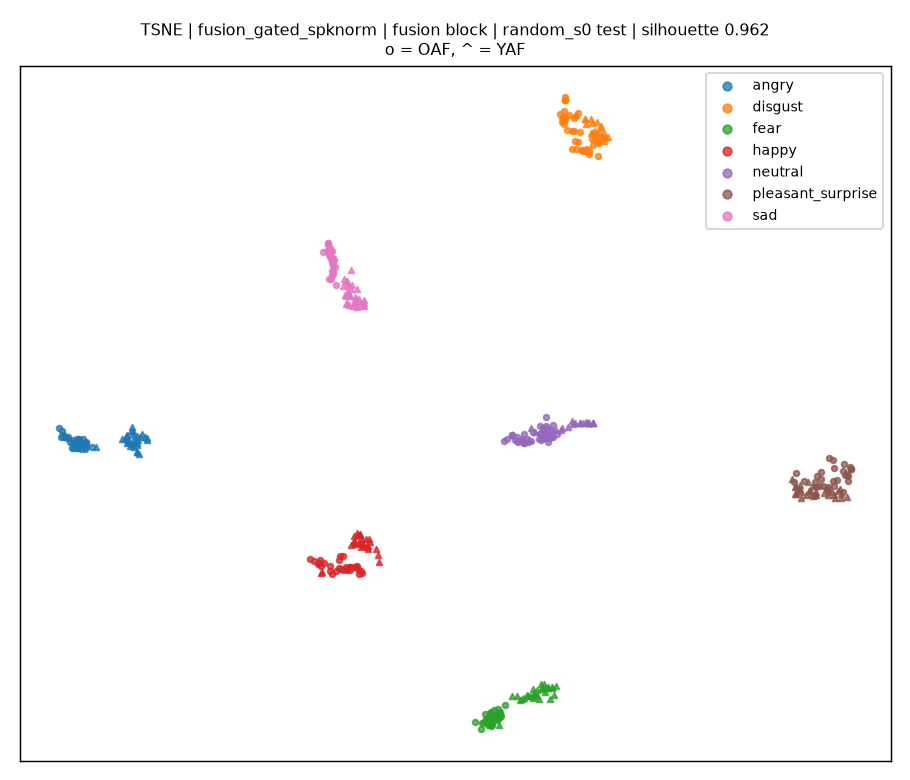 TSNE | fusion_gated_spknorm | fusion block | random_s0 test | silhouette 0.962
o = OAF, ^ = YAF
angry
disgust
fear
happy
neutral
pleasant_surprise
sad